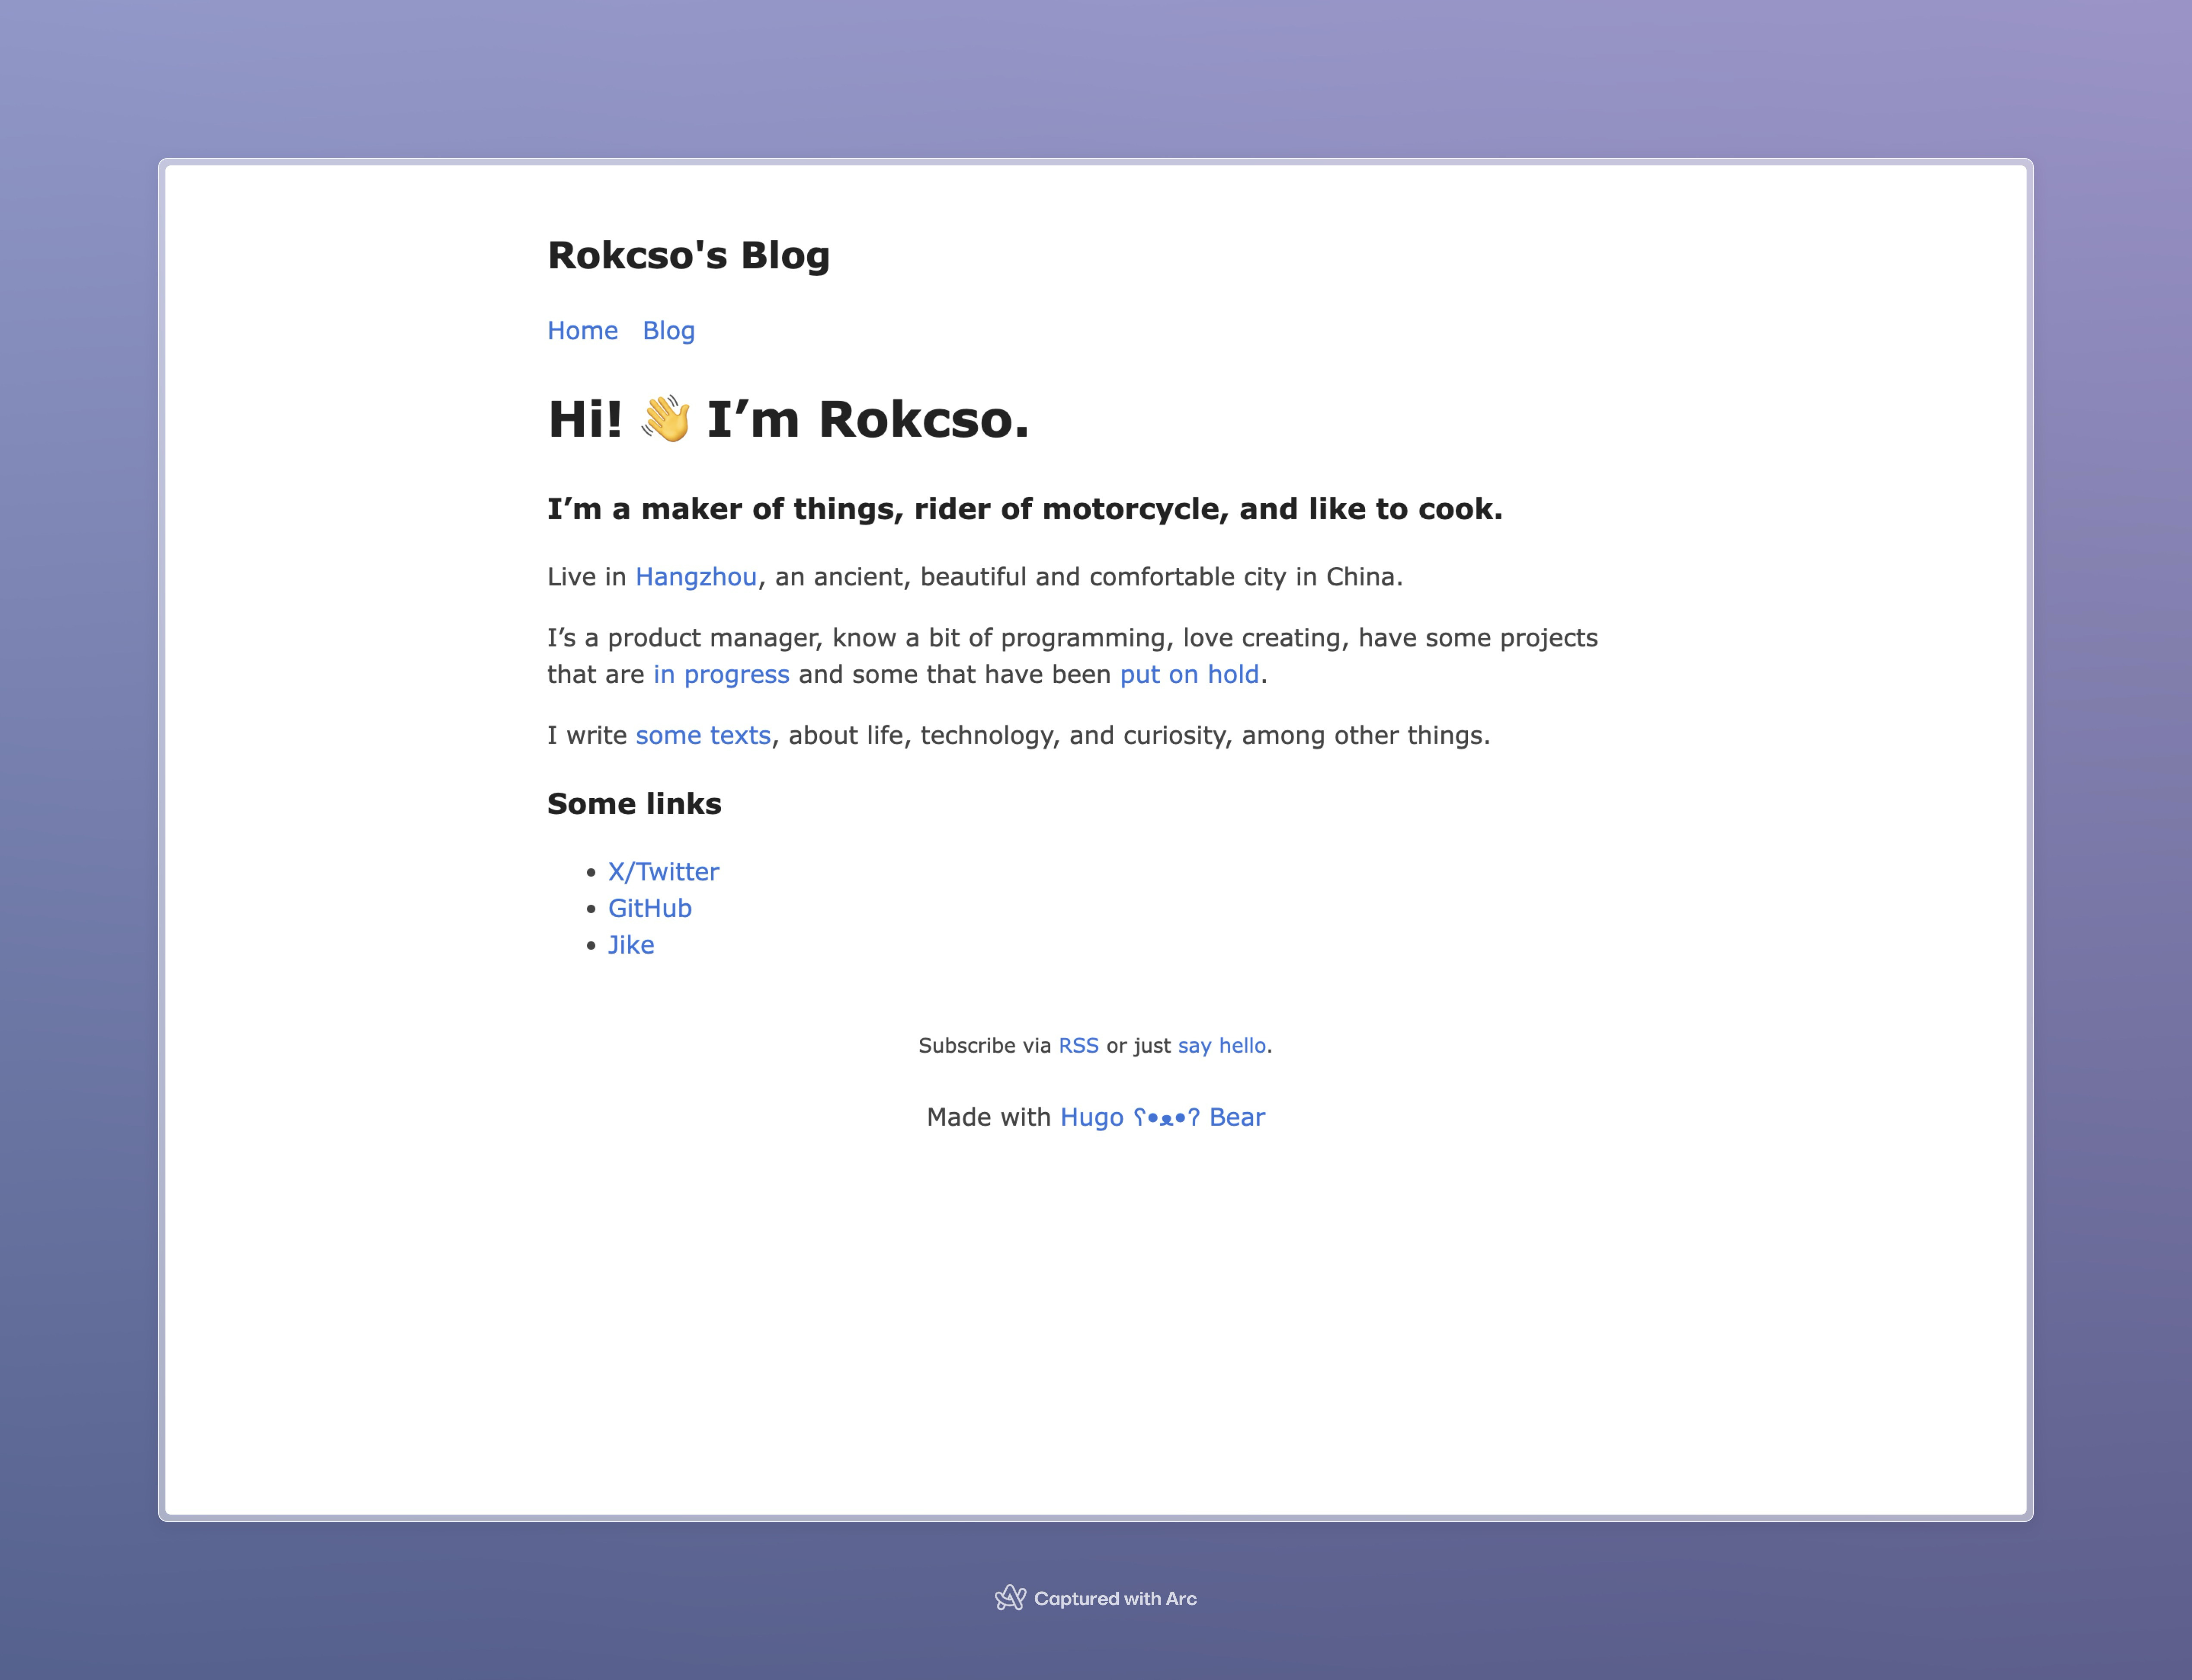 Rokcso's Blog
Home Blog
Hi! 👋 I’m Rokcso.
I’m a maker of things, rider of motorcycle, and like to cook.
Live in Hangzhou, an ancient, beautiful and comfortable city in China.
I’s a product manager, know a bit of programming, love creating, have some projects
that are in progress and some that have been put on hold.
I write some texts, about life, technology, and curiosity, among other things.
Some links
• X/Twitter
• GitHub
• Jike
Subscribe via RSS or just say hello.
Made with Hugo ʕ•ᴥ•ʔ Bear
Captured with Arc